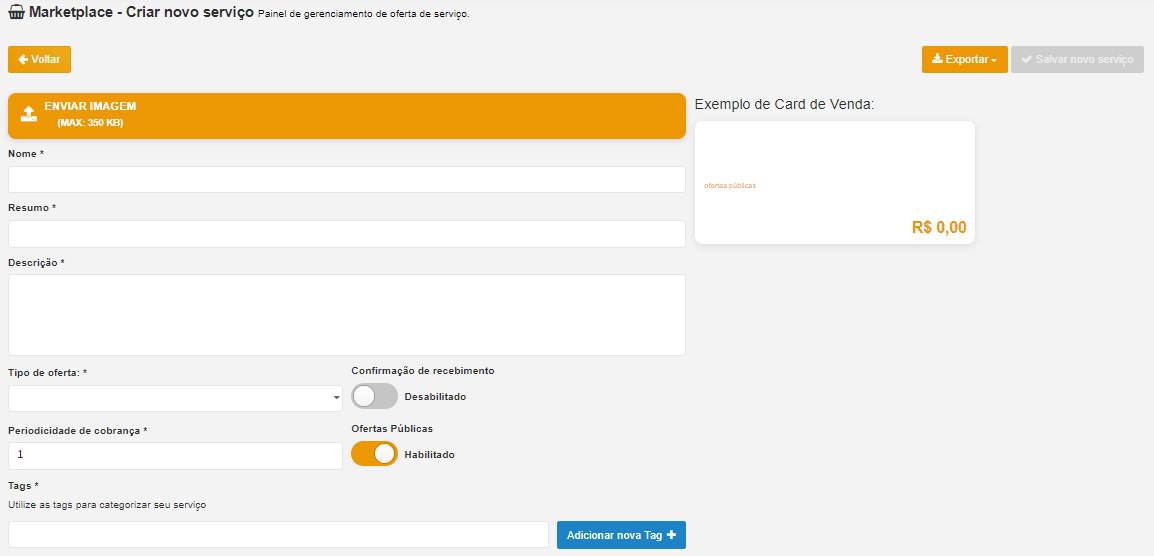 Marketplace - Criar novo serviço Painel de gerenciamento de oferta de serviço.
Voltar
Exportar
Salvar novo serviço
ENVIAR IMAGEM
(MAX: 350 KB)
Exemplo de Card de Venda:
ofertas públicas
R$ 0,00
Nome *
Resumo *
Descrição *
Tipo de oferta: *
Confirmação de recebimento
Desabilitado
Periodicidade de cobrança *
1
Ofertas Públicas
Habilitado
Tags *
Utilize as tags para categorizar seu serviço
Adicionar nova Tag